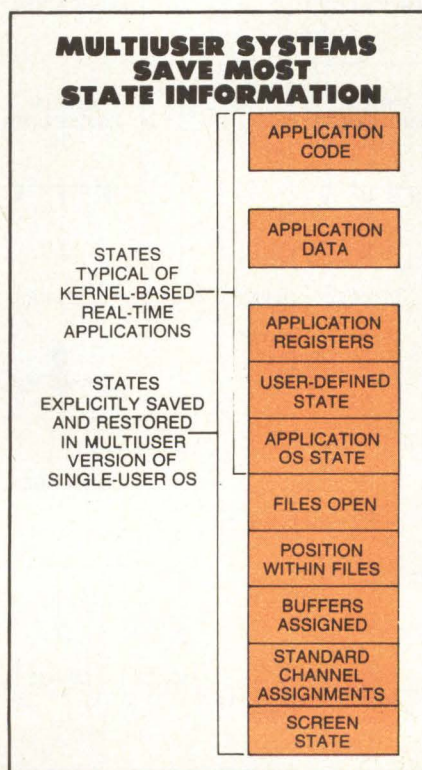 MULTIUSER SYSTEMS
SAVE MOST
STATE INFORMATION
APPLICATION
CODE
APPLICATION
DATA
STATES
TYPICAL OF
KERNEL-BASED
REAL-TIME
APPLICATIONS
APPLICATION
REGISTERS
STATES
EXPLICITLY SAVED
AND RESTORED
IN MULTIUSER
VERSION OF
SINGLE-USER OS
USER-DEFINED
STATE
APPLICATION
OS STATE
FILES OPEN
POSITION
WITHIN FILES
BUFFERS
ASSIGNED
STANDARD
CHANNEL
ASSIGNMENTS
SCREEN
STATE